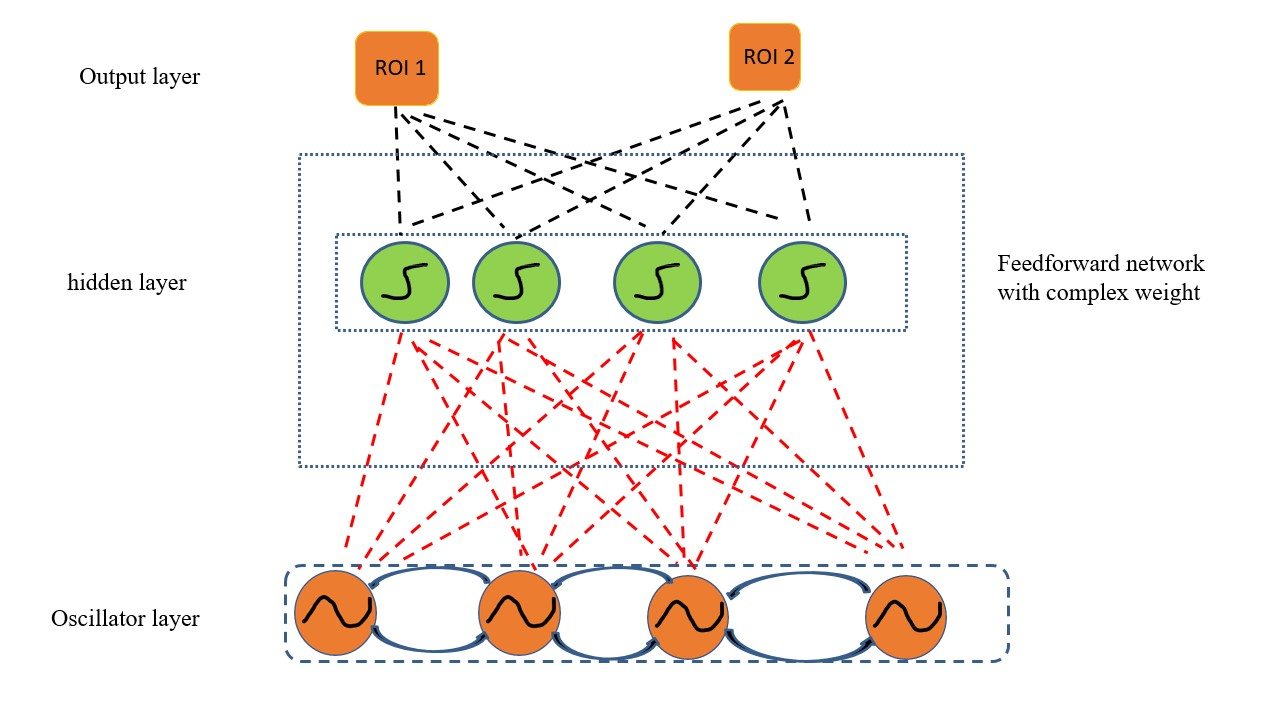 ROI 1
ROI 2
Output layer
hidden layer
Feedforward network
with complex weight
Oscillator layer